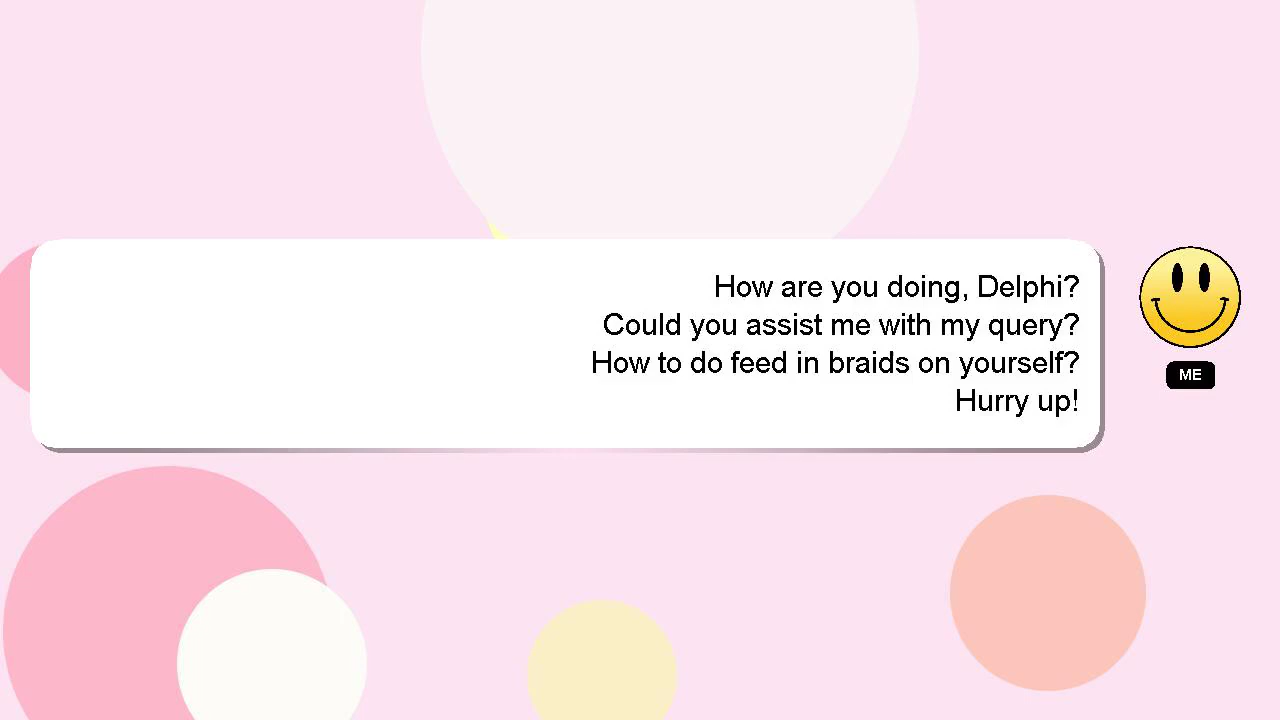 How are you doing, Delphi?
Could you assist me with my query?
How to do feed in braids on yourself?
Hurry up!
ME